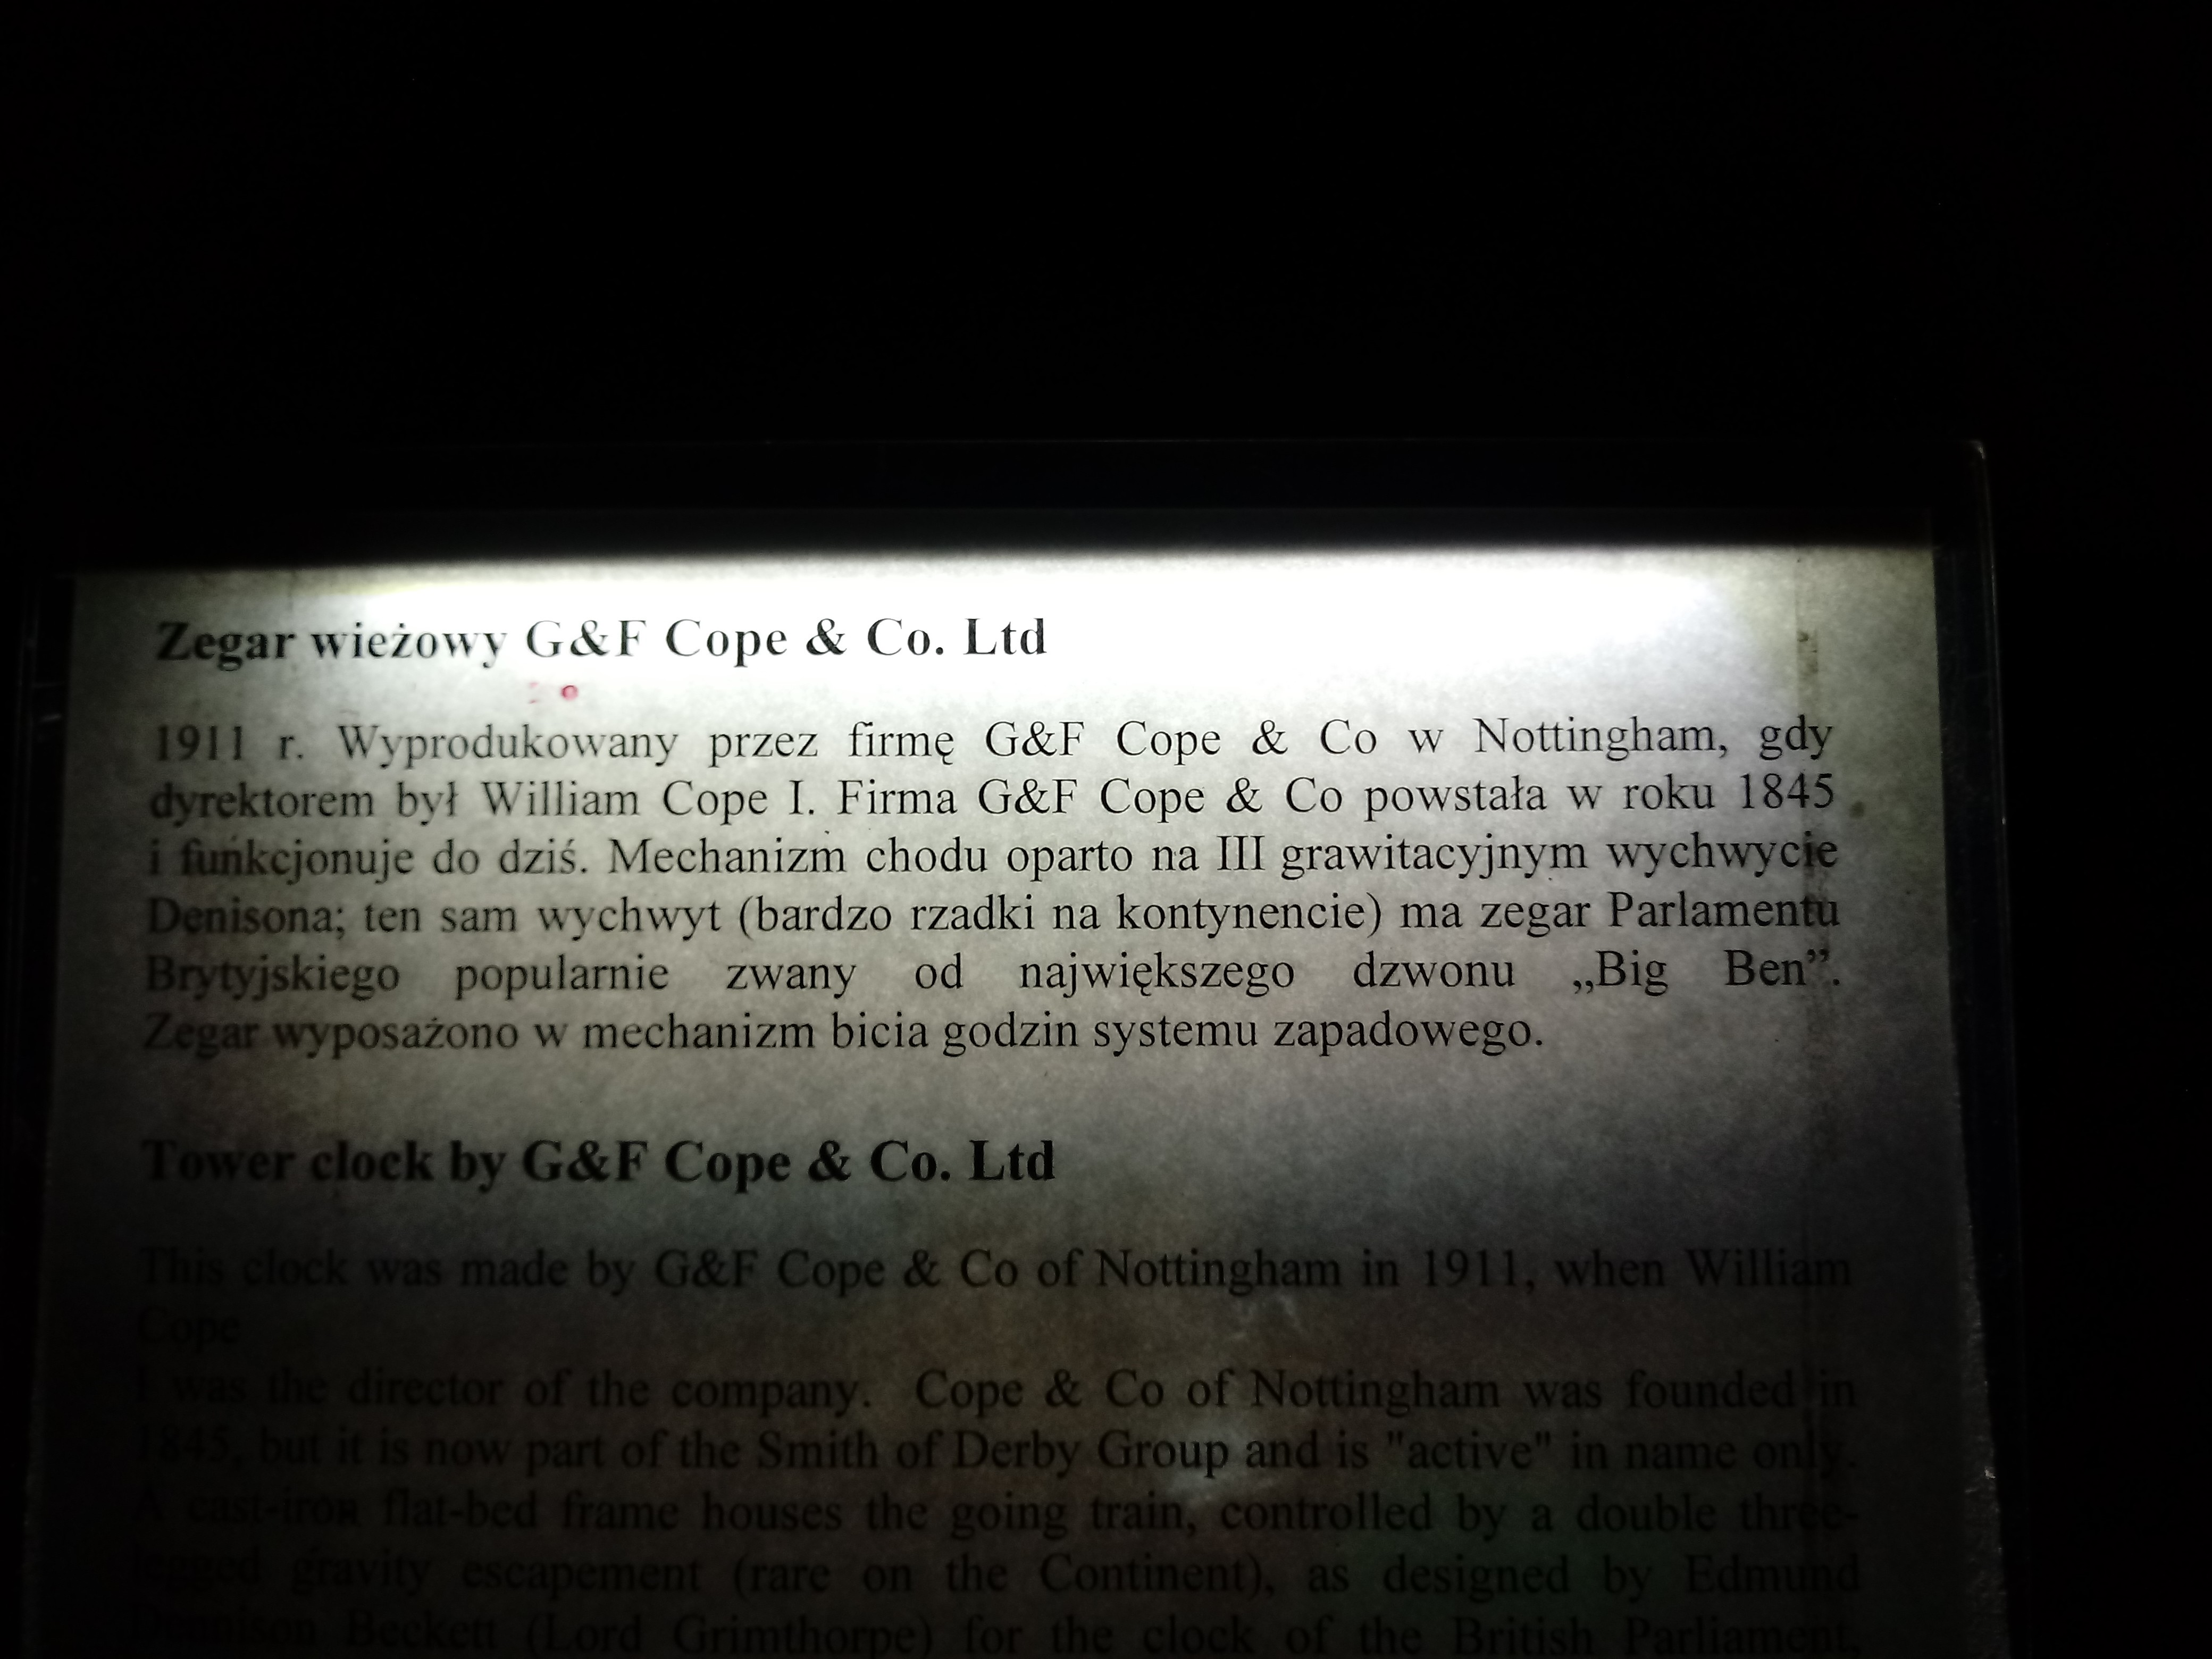 Zegar wieżowy G&F Cope & Co. Ltd
1911 r. Wyprodukowany przez firmę G&F Cope & Co w Nottingham, gdy
dyrektorem był William Cope I. Firma G&F Cope & Co powstała w roku 1845
i funkcjonuje do dziś. Mechanizm chodu oparto na III grawitacyjnym wychwycie
Denisona; ten sam wychwyt (bardzo rzadki na kontynencie) ma zegar Parlamentu
Brytyjskiego popularnie zwany od największego dzwonu „Big Ben”.
Zegar wyposażono w mechanizm bicia godzin systemu zapadowego.
Tower clock by G&F Cope & Co. Ltd
This clock was made by G&F Cope & Co of Nottingham in 1911, when William
Cope
I was the director of the company. Cope & Co of Nottingham was founded in
1845, but it is now part of the Smith of Derby Group and is "active" in name only.
A cast-iron flat-bed frame houses the going train, controlled by a double three-
legged gravity escapement (rare on the Continent), as designed by Edmund
Dennison Beckett (Lord Grimthorpe) for the clock of the British Parliament,